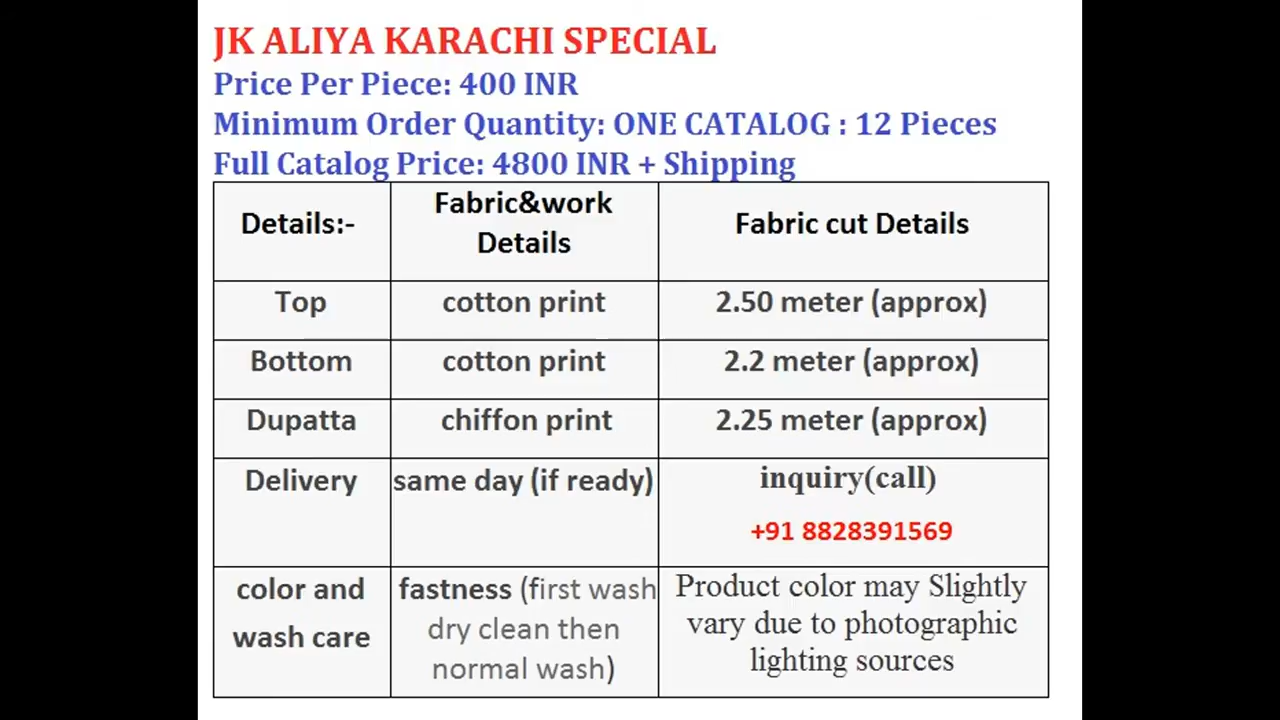 JK ALIYA KARACHI SPECIAL
Price Per Piece: 400 INR
Minimum Order Quantity: ONE CATALOG : 12 Pieces
Full Catalog Price: 4800 INR + Shipping
Details:-
Fabric&work
Details
Fabric cut Details
Top
cotton print
2.50 meter (approx)
Bottom
cotton print
2.2 meter (approx)
Dupatta
chiffon print
2.25 meter (approx)
Delivery
same day (if ready)
inquiry(call)
+91 8828391569
color and
wash care
fastness (first wash
dry clean then
normal wash)
Product color may Slightly
vary due to photographic
lighting sources